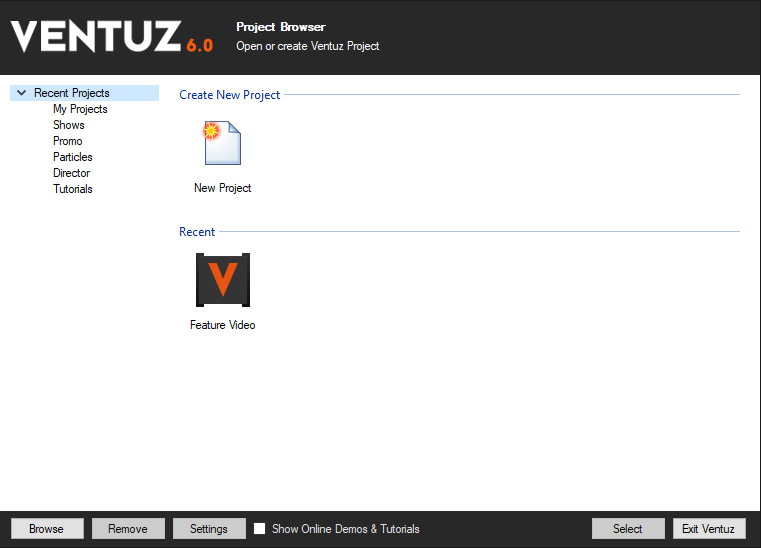 VENTUZ 6.0
Project Browser
Open or create Ventuz Project
Recent Projects
My Projects
Shows
Promo
Particles
Director
Tutorials
Create New Project
New Project
Recent
V
Feature Video
Browse
Remove
Settings
Show Online Demos & Tutorials
Select
Exit Ventuz